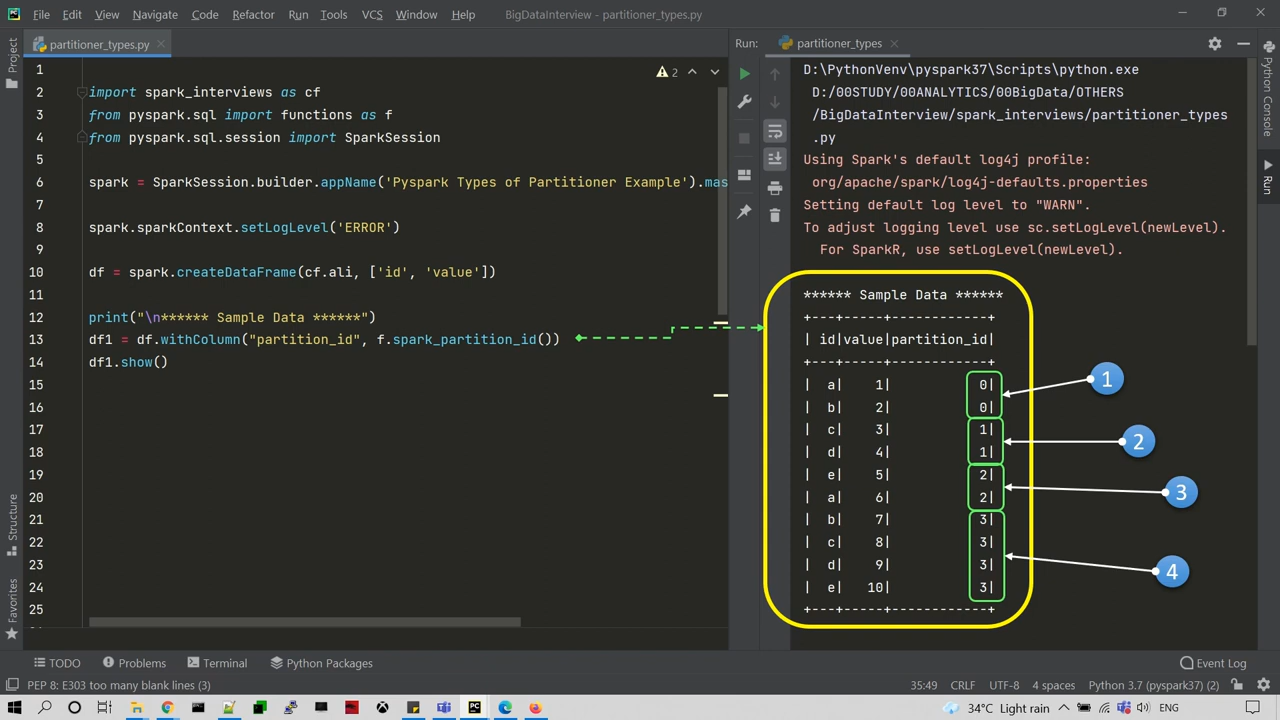 File Edit View Navigate Code Refactor Run Tools VCS Window Help BigDataInterview - partitioner_types.py
partitioner_types.py
Run: partitioner_types
Project
Structure
Favorites
1
2 import spark_interviews as cf
3 from pyspark.sql import functions as f
4 from pyspark.sql.session import SparkSession
5
6 spark = SparkSession.builder.appName('Pyspark Types of Partitioner Example').mas
7
8 spark.sparkContext.setLogLevel('ERROR')
9
10 df = spark.createDataFrame(cf.ali, ['id', 'value'])
11
12 print("\n****** Sample Data ******")
13 df1 = df.withColumn("partition_id", f.spark_partition_id())
14 df1.show()
15
16
17
18
19
20
21
22
23
24
25
2
D:\PythonVenv\pyspark37\Scripts\python.exe
D:/00STUDY/00ANALYTICS/00BigData/OTHERS
/BigDataInterview/spark_interviews/partitioner_types
.py
Using Spark's default log4j profile:
org/apache/spark/log4j-defaults.properties
Setting default log level to "WARN".
To adjust logging level use sc.setLogLevel(newLevel).
For SparkR, use setLogLevel(newLevel).
****** Sample Data ******
+---+-----+------------+
| id|value|partition_id|
+---+-----+------------+
| a| 1| 0|
| b| 2| 0|
| c| 3| 1|
| d| 4| 1|
| e| 5| 2|
| a| 6| 2|
| b| 7| 3|
| c| 8| 3|
| d| 9| 3|
| e| 10| 3|
+---+-----+------------+
1
2
3
4
Python Console
Run
TODO Problems Terminal Python Packages Event Log
PEP 8: E303 too many blank lines (3) 35:49 CRLF UTF-8 4 spaces Python 3.7 (pyspark37) (2)
34°C Light rain ENG